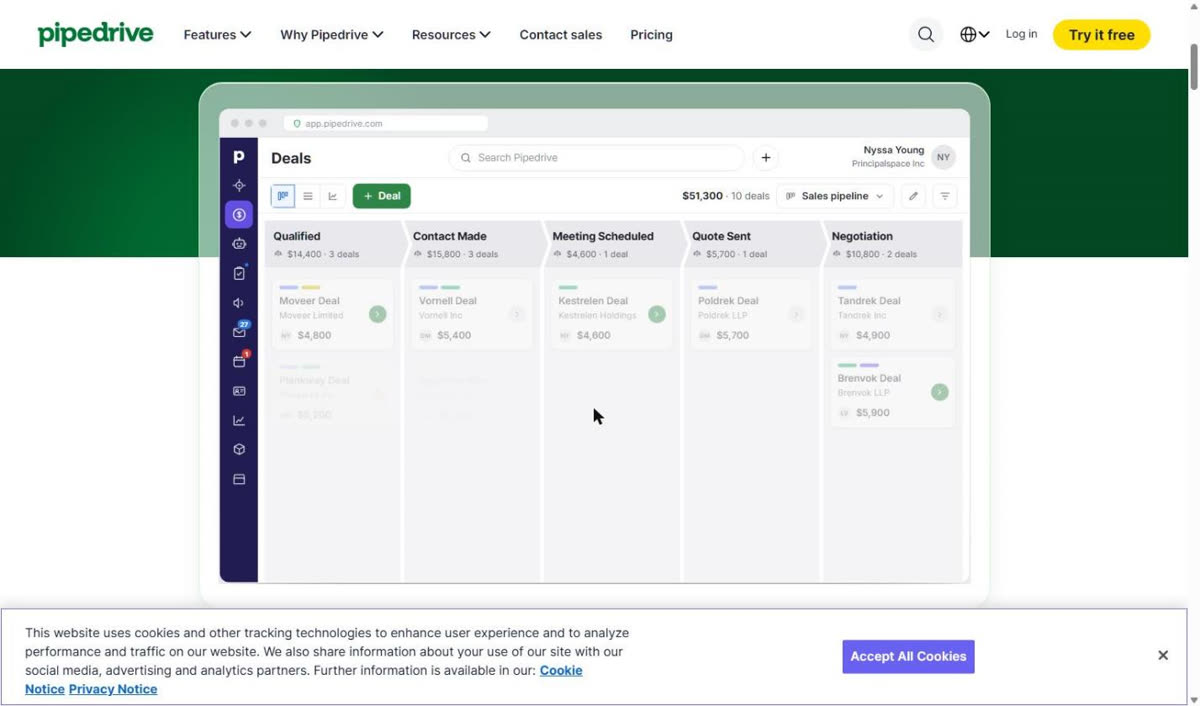 pipedrive Features Why Pipedrive Resources Contact sales Pricing Log in Try it free
app.pipedrive.com
Deals Search Pipedrive + Nyssa Young NY
Principalspace Inc
+ Deal $51,300 · 10 deals Sales pipeline
Qualified Contact Made Meeting Scheduled Quote Sent Negotiation
$14,400 · 3 deals $15,800 · 3 deals $4,600 · 1 deal $5,700 · 1 deal $10,800 · 2 deals
Moveer Deal Vornell Deal Kestrelen Deal Poldrek Deal Tandrek Deal
Moveer Limited Vornell Inc Kestrelen Holdings Poldrek LLP Tandrek Inc
NY $4,800 DM $5,400 NY $4,600 DM $5,700 NY $4,900
27
1
Brenvok Deal
Brenvok LLP
LV $5,900
This website uses cookies and other tracking technologies to enhance user experience and to analyze
performance and traffic on our website. We also share information about your use of our site with our
social media, advertising and analytics partners. Further information is available in our: Cookie
Notice Privacy Notice
Accept All Cookies